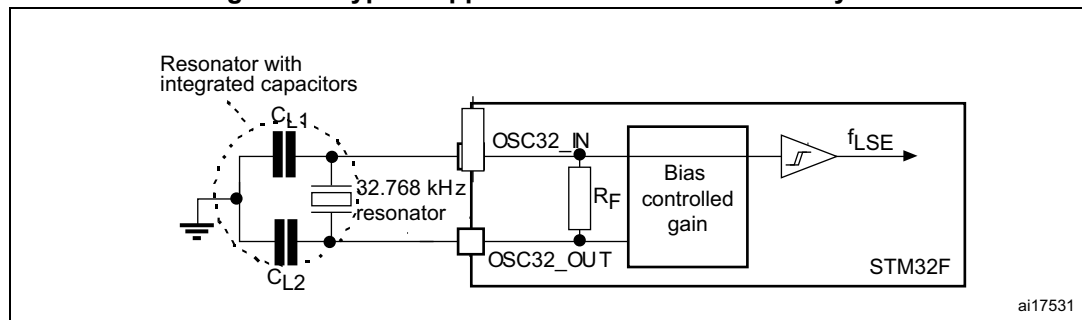 Resonator with
integrated capacitors
CL1
OSC32_IN
fLSE
32.768 kHz
resonator
RF
Bias
controlled
gain
OSC32_OUT
CL2
STM32F
ai17531